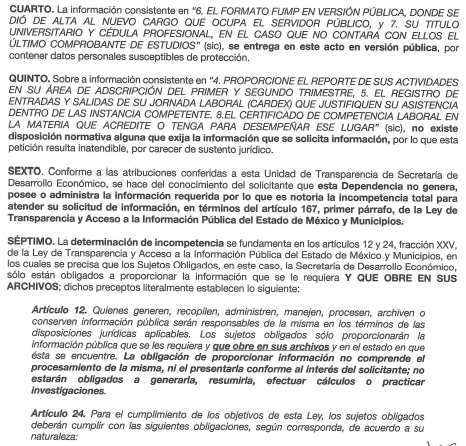 CUARTO. La información consistente en "6. EL FORMATO FUMP EN VERSIÓN PÚBLICA, DONDE SE
DIÓ DE ALTA AL NUEVO CARGO QUE OCUPA EL SERVIDOR PÚBLICO, y 7. SU TITULO
UNIVERSITARIO Y CÉDULA PROFESIONAL, EN EL CASO QUE NO CONTARA CON ELLOS EL
ÚLTIMO COMPROBANTE DE ESTUDIOS" (sic), se entrega en este acto en versión pública, por
contener datos personales susceptibles de protección.
QUINTO. Sobre a información consistente en "4. PROPORCIONE EL REPORTE DE SUS ACTIVIDADES
EN SU ÁREA DE ADSCRIPCIÓN DEL PRIMER Y SEGUNDO TRIMESTRE, 5. EL REGISTRO DE
ENTRADAS Y SALIDAS DE SU JORNADA LABORAL (CARDEX) QUE JUSTIFIQUEN SU ASISTENCIA
DENTRO DE LAS INSTANCIA COMPETENTE. 8.EL CERTIFICADO DE COMPETENCIA LABORAL EN
LA MATERIA QUE ACREDITE O TENGA PARA DESEMPEÑAR ESE LUGAR" (sic), no existe
disposición normativa alguna que exija la información que se solicita información, por lo que esta
petición resulta inatendible, por carecer de sustento jurídico.
SEXTO. Conforme a las atribuciones conferidas a esta Unidad de Transparencia de Secretaría de
Desarrollo Económico, se hace del conocimiento del solicitante que esta Dependencia no genera,
posee o administra la información requerida por lo que es notoria la incompetencia total para
atender su solicitud de información, en términos del artículo 167, primer párrafo, de la Ley de
Transparencia y Acceso a la Información Pública del Estado de México y Municipios.
SÉPTIMO. La determinación de incompetencia se fundamenta en los artículos 12 y 24, fracción XXV,
de la Ley de Transparencia y Acceso a la Información Pública del Estado de México y Municipios, en
los cuales se precisa que los Sujetos Obligados, en este caso, la Secretaría de Desarrollo Económico,
sólo están obligados a proporcionar la información que se le requiera Y QUE OBRE EN SUS
ARCHIVOS; dichos preceptos literalmente establecen lo siguiente:
Artículo 12. Quienes generen, recopilen, administren, manejen, procesen, archiven o
conserven información pública serán responsables de la misma en los términos de las
disposiciones jurídicas aplicables. Los sujetos obligados sólo proporcionarán la
información pública que se les requiera y que obre en sus archivos y en el estado en que
ésta se encuentre. La obligación de proporcionar información no comprende el
procesamiento de la misma, ni el presentarla conforme al interés del solicitante; no
estarán obligados a generarla, resumirla, efectuar cálculos o practicar
investigaciones.
Artículo 24. Para el cumplimiento de los objetivos de esta Ley, los sujetos obligados
deberán cumplir con las siguientes obligaciones, según corresponda, de acuerdo a su
naturaleza: